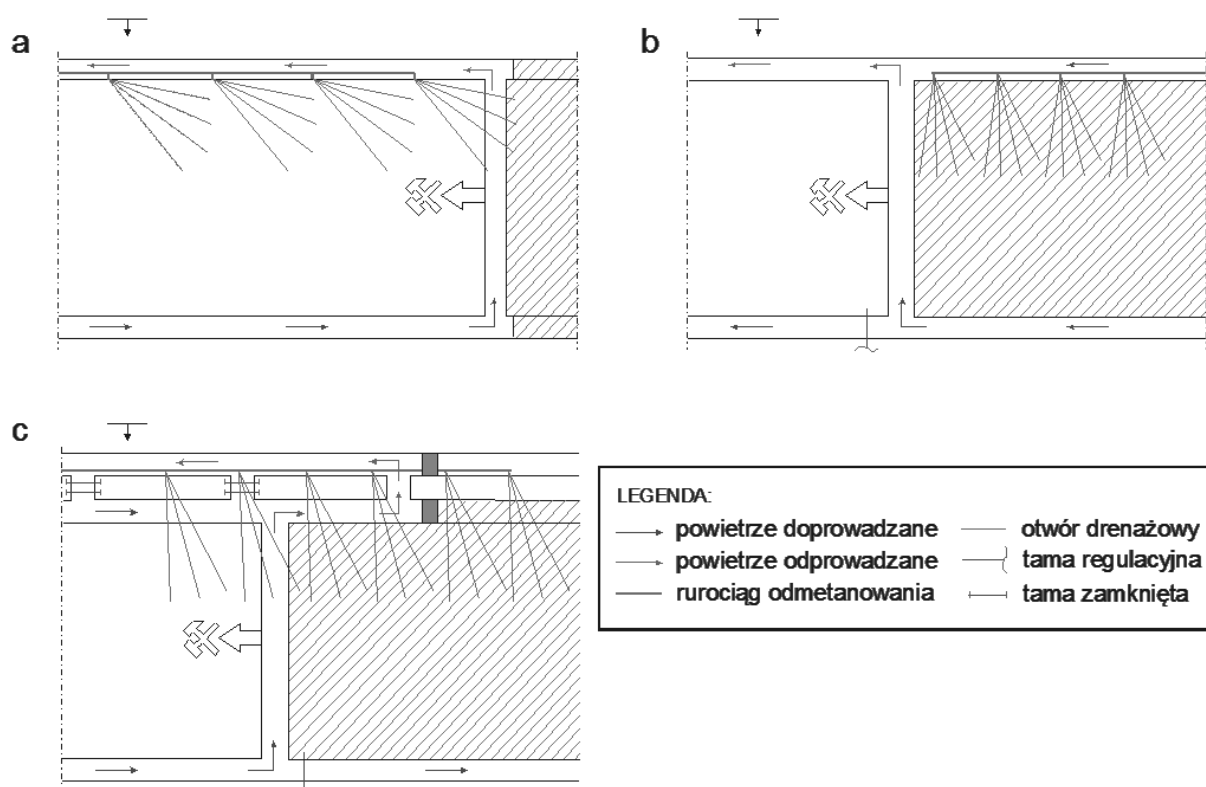 a
b
c
LEGENDA:
powietrze doprowadzane
powietrze odprowadzane
rurociąg odmetanowania
otwór drenażowy
tama regulacyjna
tama zamknięta